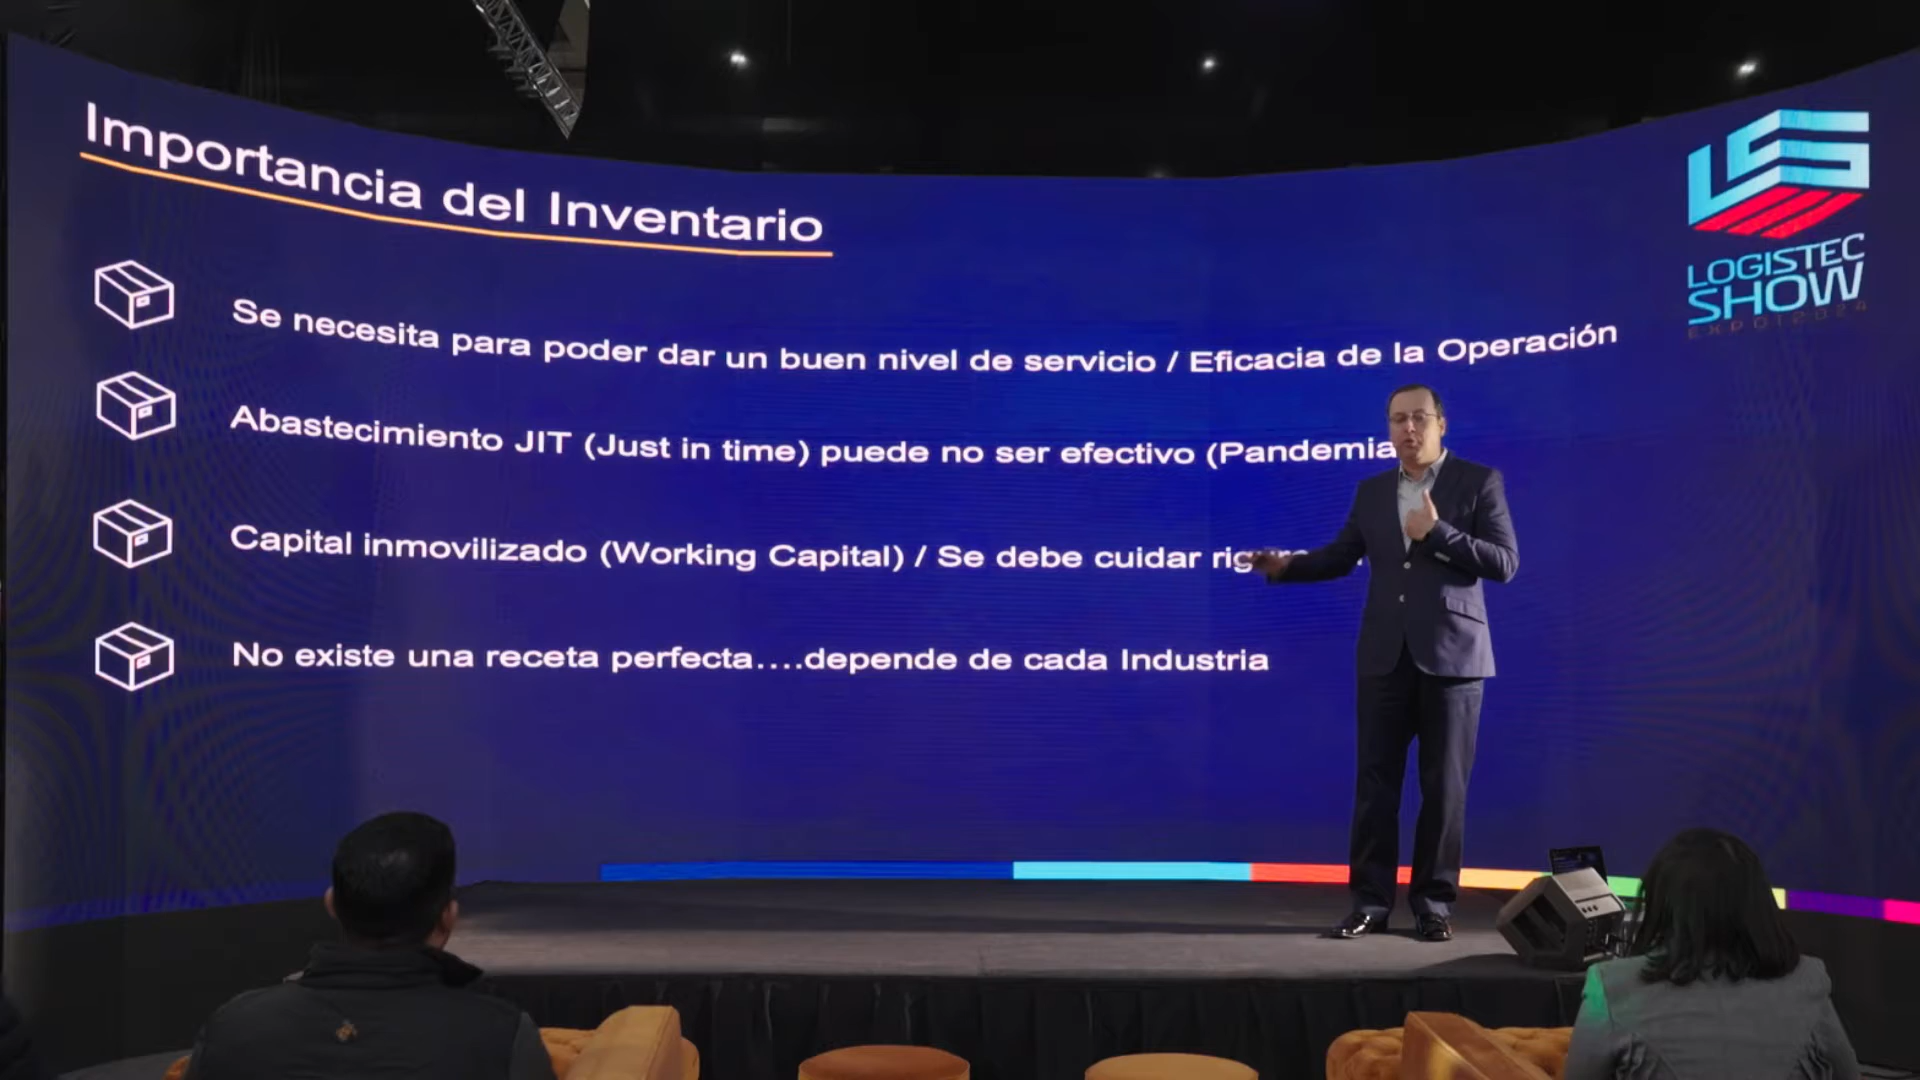 Importancia del Inventario
LOGISTEC
SHOW
EXPO 2024
Se necesita para poder dar un buen nivel de servicio / Eficacia de la Operación
Abastecimiento JIT (Just in time) puede no ser efectivo (Pandemia
Capital inmovilizado (Working Capital) / Se debe cuidar
No existe una receta perfecta....depende de cada Industria